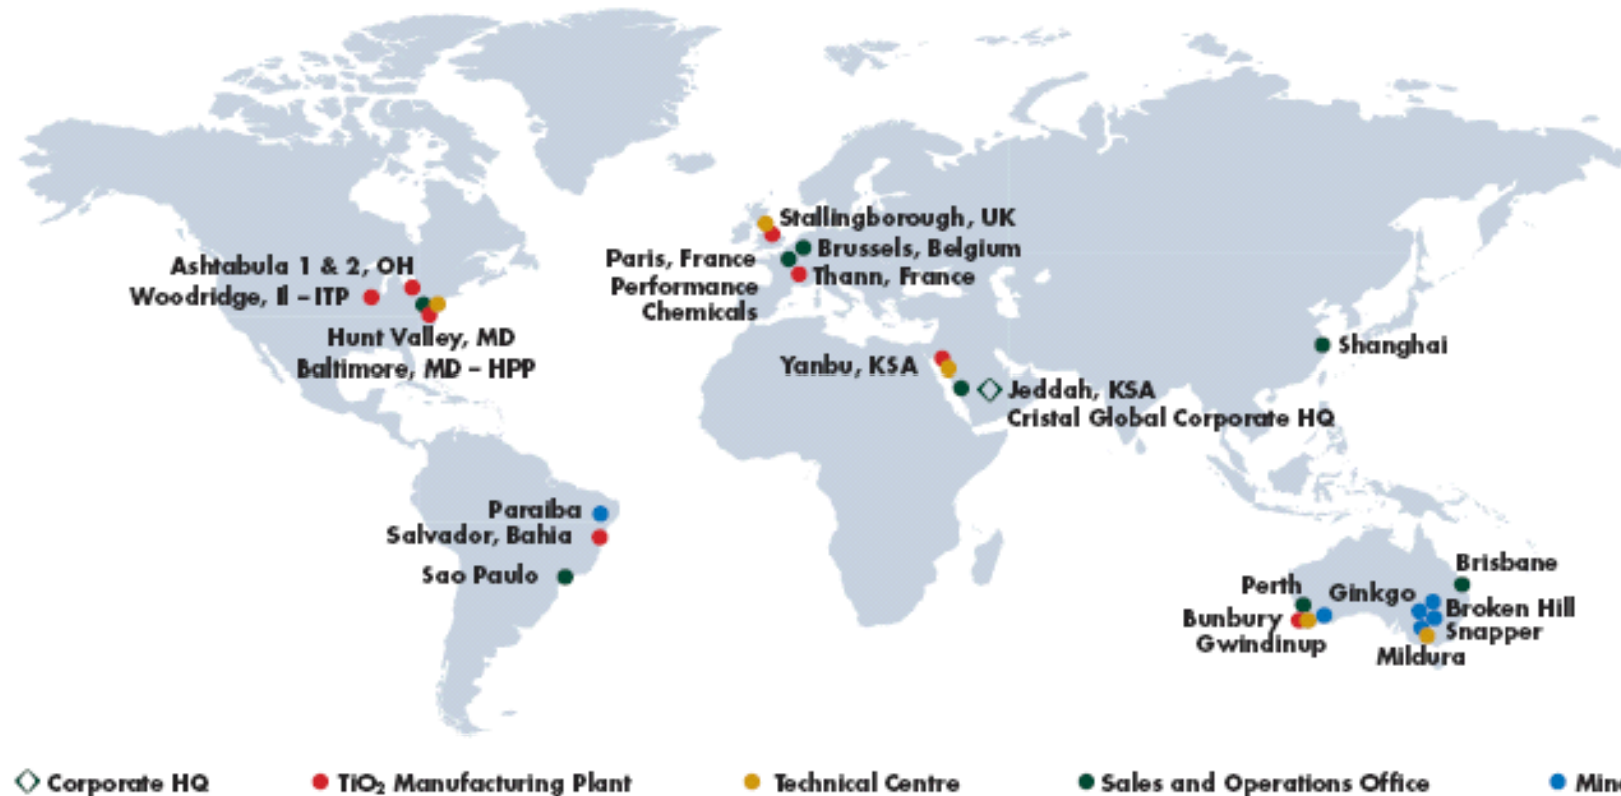 Stallingborough, UK
Brussels, Belgium
Paris, France
Performance
Chemicals
Thann, France
Ashtabula 1 & 2, OH
Woodridge, Il – ITP
Hunt Valley, MD
Baltimore, MD – HPP
Shanghai
Yanbu, KSA
Jeddah, KSA
Cristal Global Corporate HQ
Paraiba
Salvador, Bahia
Sao Paulo
Brisbane
Perth
Ginkgo
Broken Hill
Bunbury
Snapper
Gwindinup
Mildura
Corporate HQ
TiO₂ Manufacturing Plant
Technical Centre
Sales and Operations Office